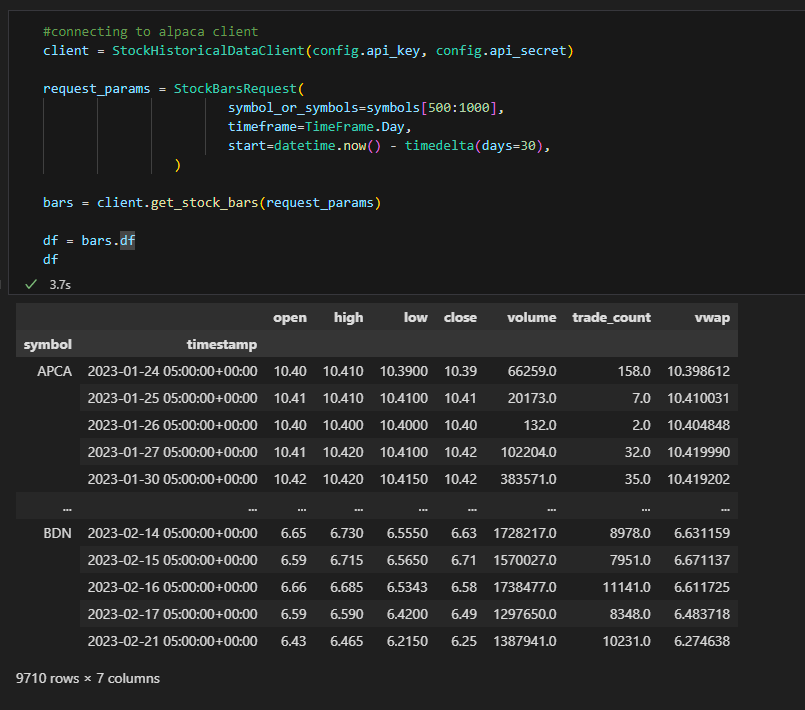 #connecting to alpaca client
client = StockHistoricalDataClient(config.api_key, config.api_secret)
request_params = StockBarsRequest(
symbol_or_symbols=symbols[500:1000],
timeframe=TimeFrame.Day,
start=datetime.now() - timedelta(days=30),
)
bars = client.get_stock_bars(request_params)
df = bars.df
df
✓ 3.7s
open high low close volume trade_count vwap
symbol timestamp
APCA 2023-01-24 05:00:00+00:00 10.40 10.410 10.3900 10.39 66259.0 158.0 10.398612
2023-01-25 05:00:00+00:00 10.41 10.410 10.4100 10.41 20173.0 7.0 10.410031
2023-01-26 05:00:00+00:00 10.40 10.400 10.4000 10.40 132.0 2.0 10.404848
2023-01-27 05:00:00+00:00 10.41 10.420 10.4100 10.42 102204.0 32.0 10.419990
2023-01-30 05:00:00+00:00 10.42 10.420 10.4150 10.42 383571.0 35.0 10.419202
... ... ... ... ... ... ... ... ...
BDN 2023-02-14 05:00:00+00:00 6.65 6.730 6.5550 6.63 1728217.0 8978.0 6.631159
2023-02-15 05:00:00+00:00 6.59 6.715 6.5650 6.71 1570027.0 7951.0 6.671137
2023-02-16 05:00:00+00:00 6.66 6.685 6.5343 6.58 1738477.0 11141.0 6.611725
2023-02-17 05:00:00+00:00 6.59 6.590 6.4200 6.49 1297650.0 8348.0 6.483718
2023-02-21 05:00:00+00:00 6.43 6.465 6.2150 6.25 1387941.0 10231.0 6.274638
9710 rows × 7 columns